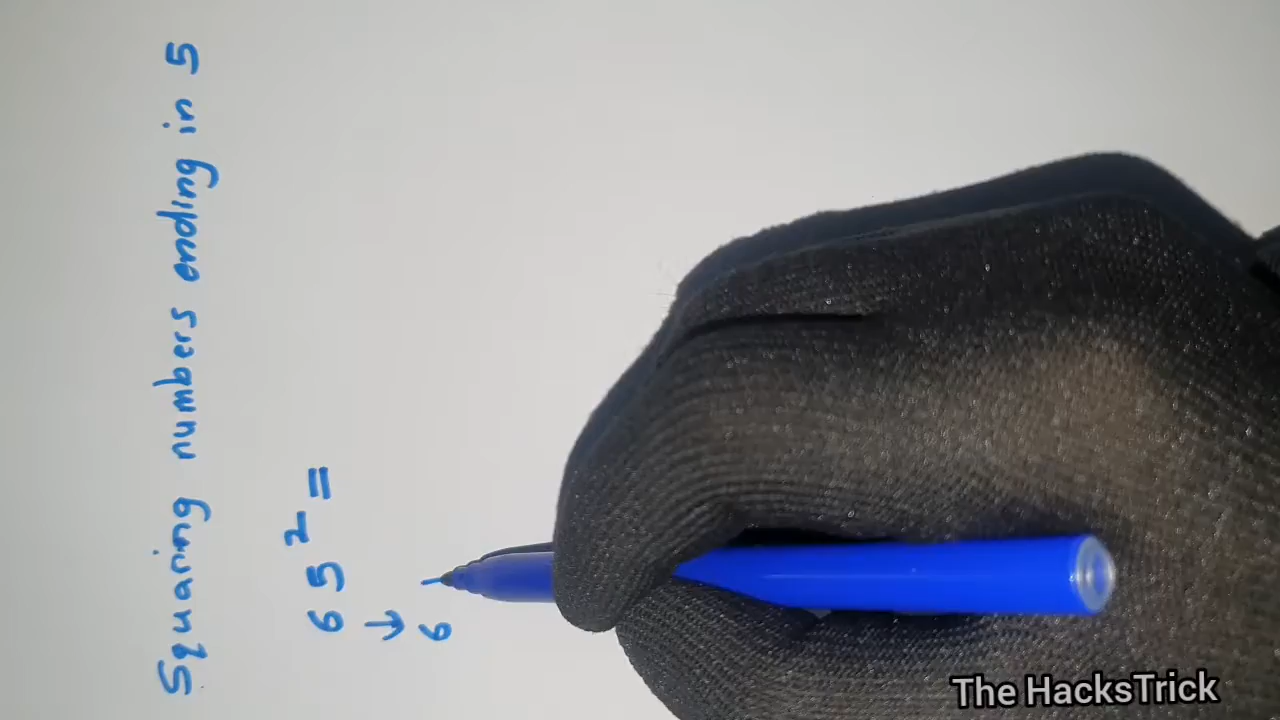 Squaring numbers ending in 5
65² =
↓
6
The HacksTrick